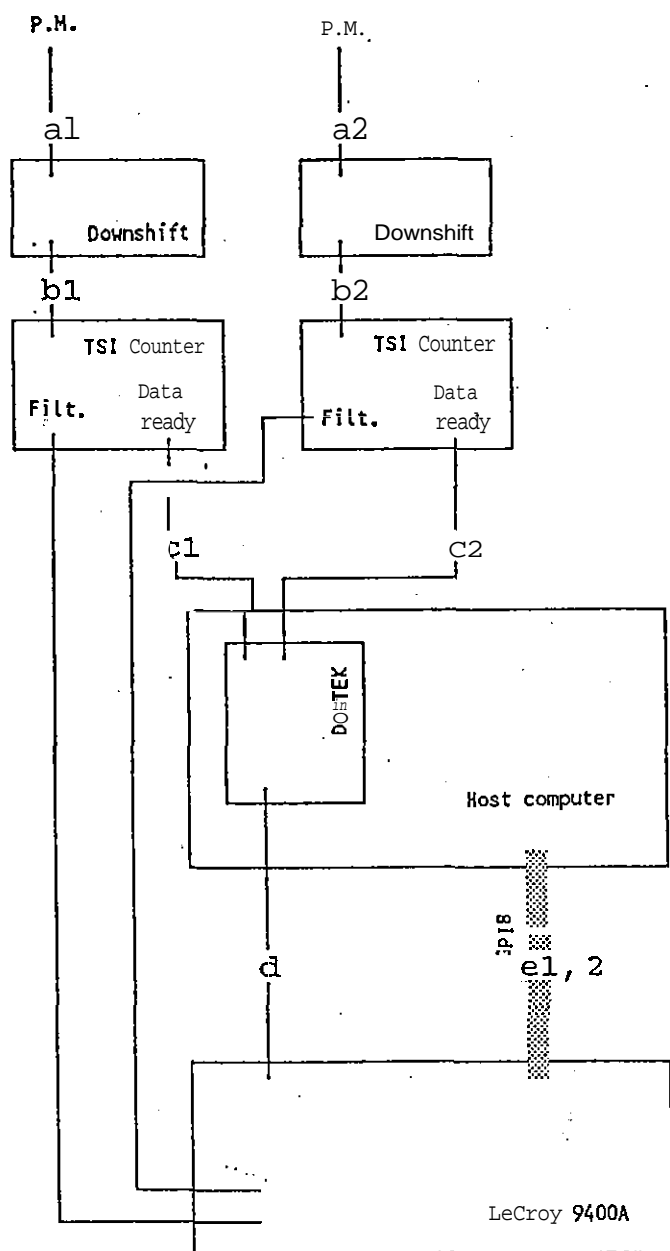 P.M.
P.M.
a1
a2
Downshift
Downshift
b1
b2
TSI Counter
TSI Counter
Filt.
Data
ready
Filt.
Data
ready
c1
c2
Host computer
d
e1, 2
LeCroy 9400A